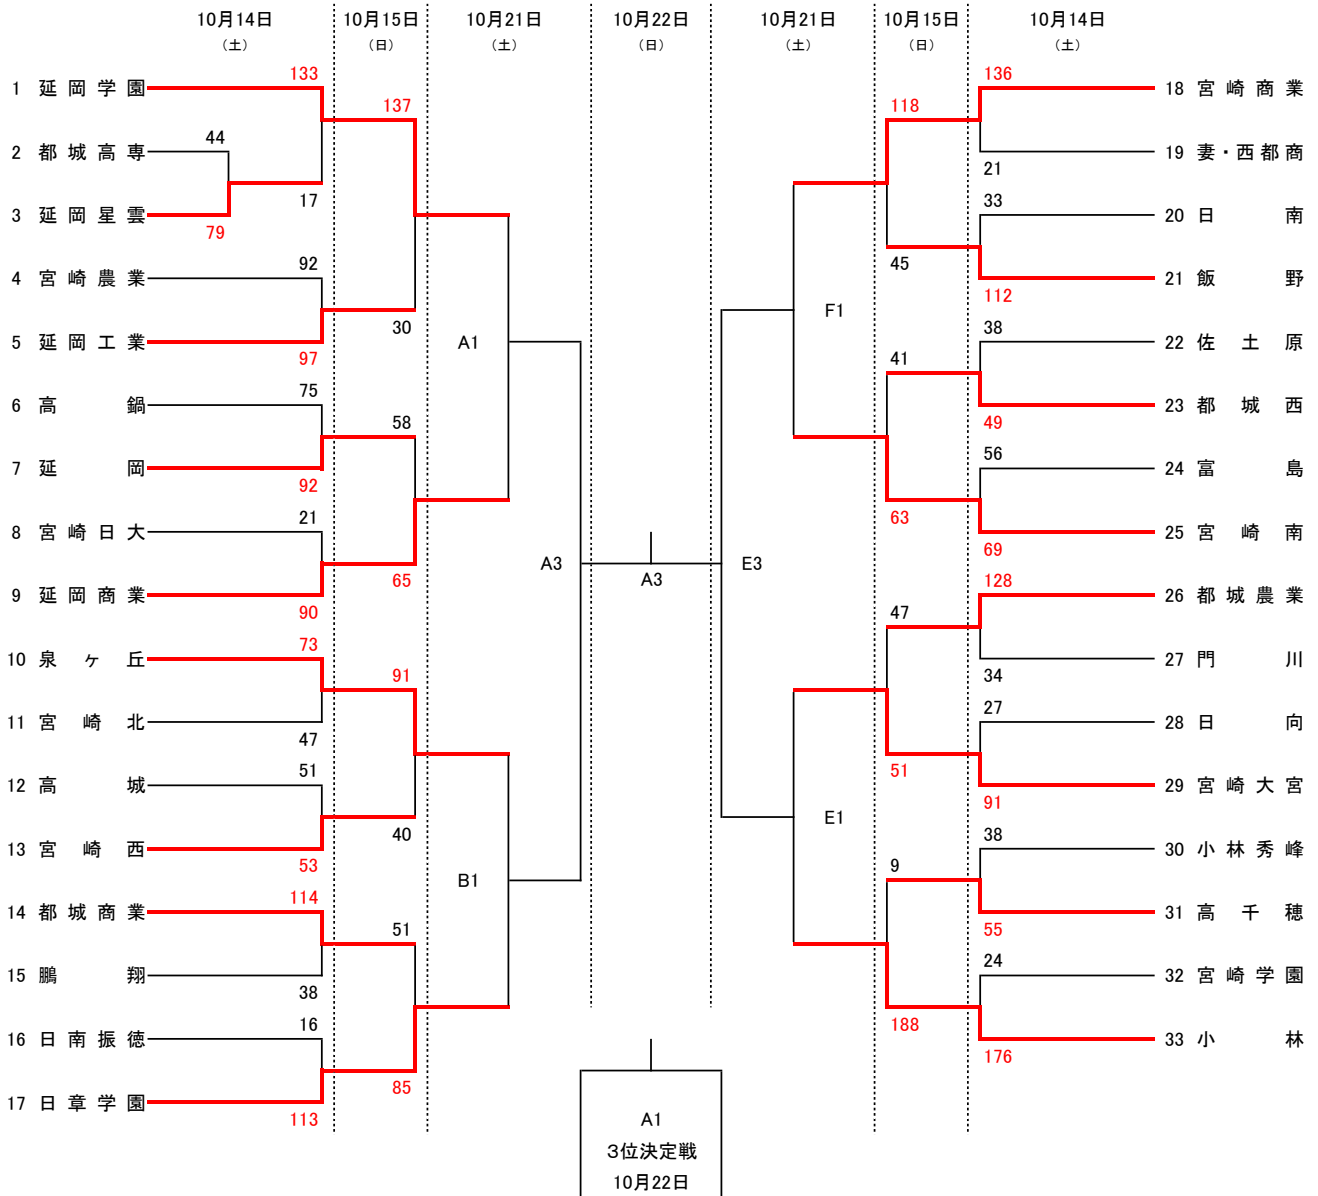 10月14日 10月15日 10月21日 10月22日 10月21日 10月15日 10月14日
（土） （日） （土） （日） （土） （日） （土）
1 延岡学園 133
137
2 都城高専 44
3 延岡星雲 79
17
4 宮崎農業 92
30
5 延岡工業 97
A1
6 高鍋 75
58
7 延岡 92
8 宮崎日大 21
65
9 延岡商業 90
A3
10 泉ヶ丘 73
91
11 宮崎北 47
12 高城 51
40
13 宮崎西 53
B1
14 都城商業 114
51
15 鵬翔 38
16 日南振徳 16
85
17 日章学園 113
A3
136 18 宮崎商業
118
21 19 妻・西都商
33 20 日南
45
112 21 飯野
F1
38 22 佐土原
41
49 23 都城西
56 24 富島
63
69 25 宮崎南
E3
128 26 都城農業
47
34 27 門川
27 28 日向
51
91 29 宮崎大宮
E1
38 30 小林秀峰
9
55 31 高千穂
24 32 宮崎学園
188
176 33 小林
A1
3位決定戦
10月22日